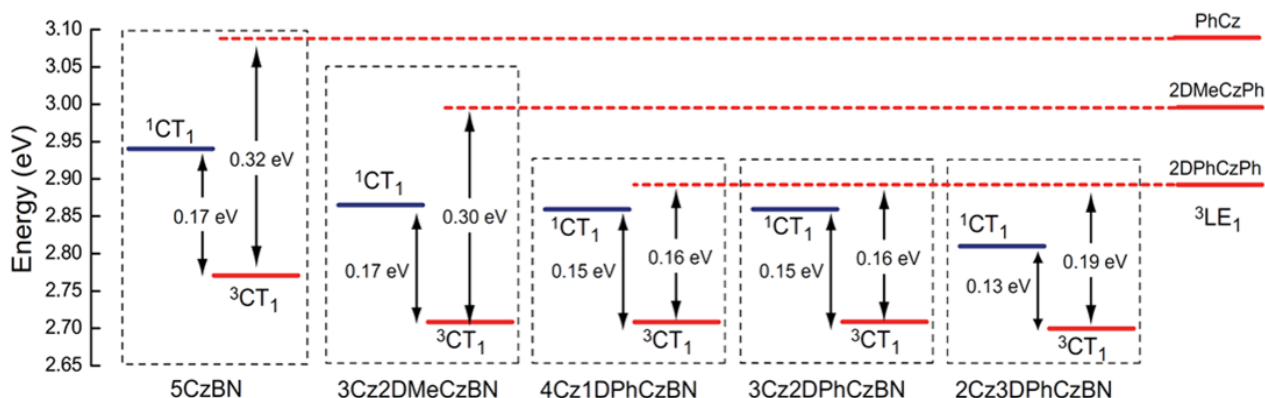 Energy (eV)
3.10
3.05
3.00
2.95
2.90
2.85
2.80
2.75
2.70
2.65
¹CT₁
0.17 eV
0.32 eV
³CT₁
5CzBN
¹CT₁
0.17 eV
0.30 eV
³CT₁
3Cz2DMeCzBN
¹CT₁
0.15 eV
0.16 eV
³CT₁
4Cz1DPhCzBN
¹CT₁
0.15 eV
0.16 eV
³CT₁
3Cz2DPhCzBN
¹CT₁
0.13 eV
0.19 eV
³CT₁
2Cz3DPhCzBN
PhCz
2DMeCzPh
2DPhCzPh
³LE₁